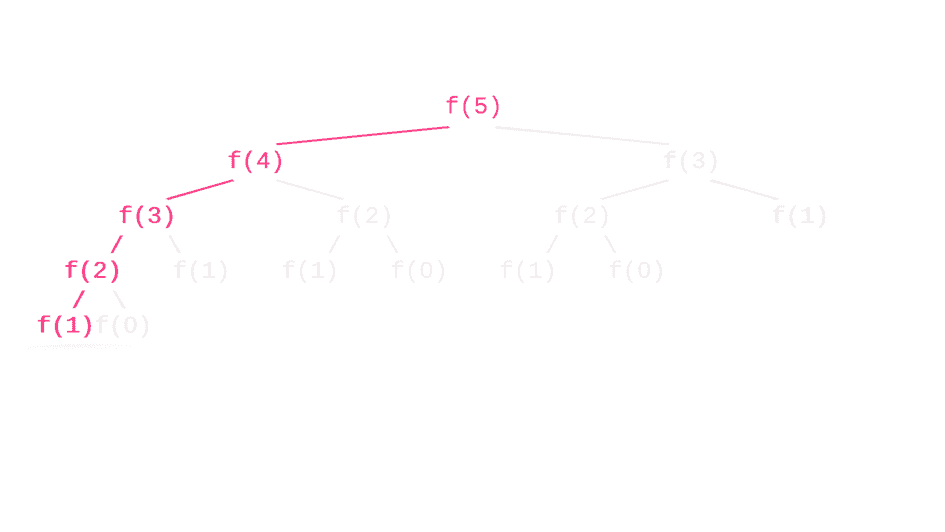 f(5)
f(4) f(3)
f(3) f(2) f(2) f(1)
f(2) f(1) f(1) f(0) f(1) f(0)
f(1) f(0)